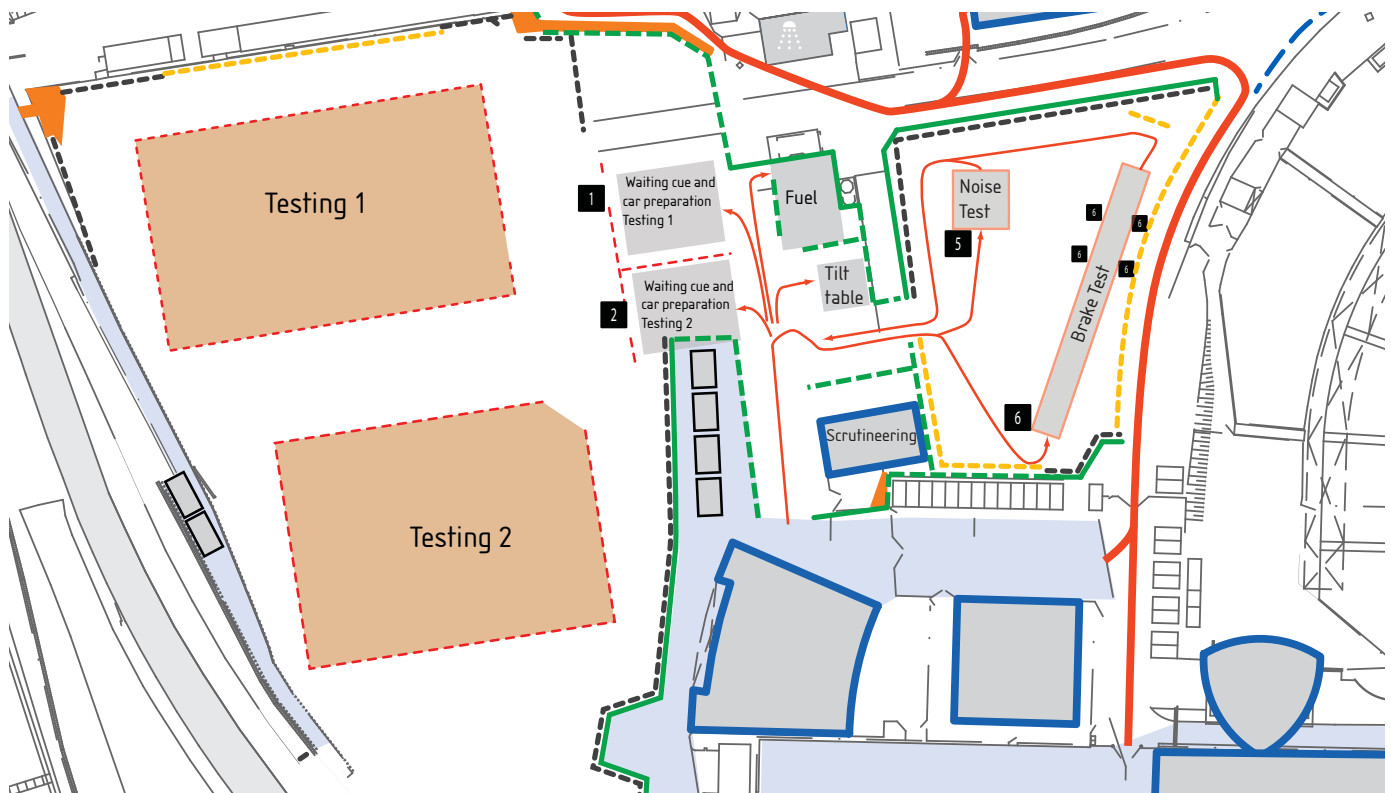 Testing 1
1
Waiting cue and
car preparation
Testing 1
Fuel
Noise
Test
5
6
6
6
6
Brake Test
2
Waiting cue and
car preparation
Testing 2
Tilt
table
6
Scrutineering
Testing 2